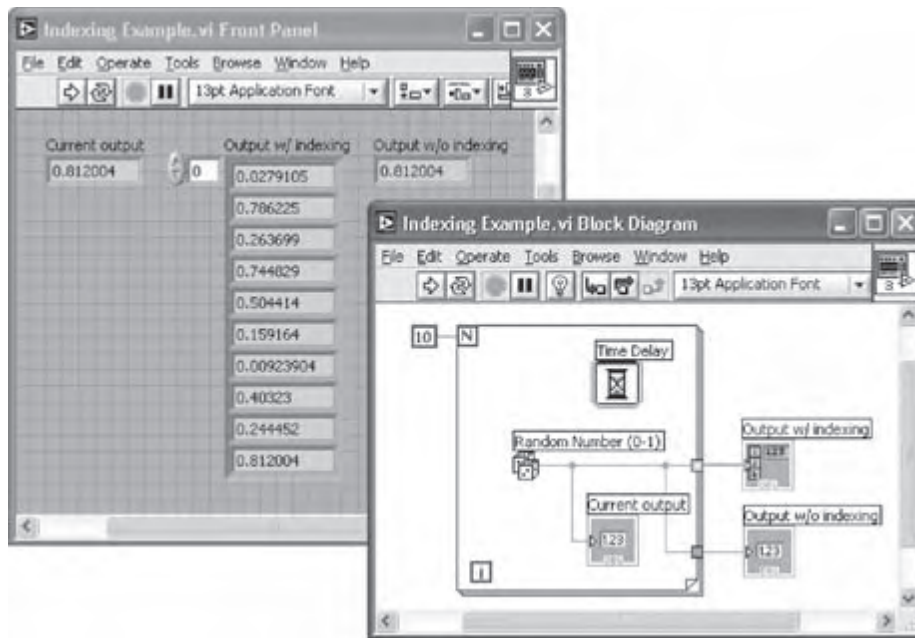 Indexing Example.vi Front Panel
File Edit Operate Tools Browse Window Help
13pt Application Font
3
Current output
0.812004
0
Output w/ indexing
0.0279105
0.786225
0.263699
0.744829
0.504414
0.159164
0.00923904
0.40323
0.244452
0.812004
Output w/o indexing
0.812004
Indexing Example.vi Block Diagram
File Edit Operate Tools Browse Window Help
13pt Application Font
3
10
N
Time Delay
Random Number (0-1)
Current output
123
i
Output w/ indexing
123
Output w/o indexing
123